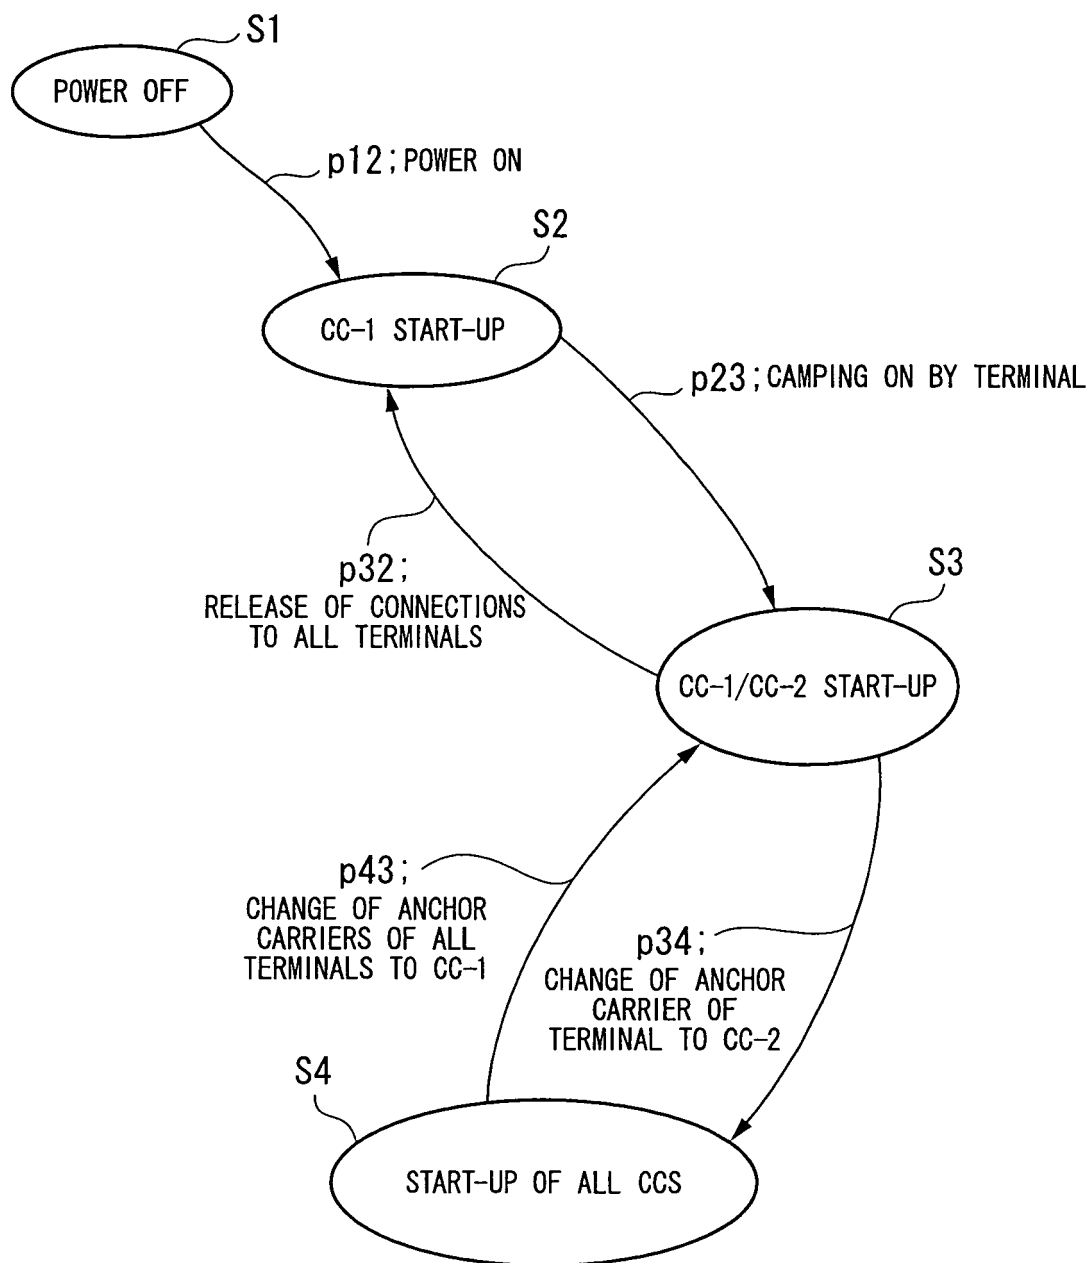 S1
POWER OFF
p12;POWER ON
S2
CC-1 START-UP
p23;CAMPING ON BY TERMINAL
p32;
RELEASE OF CONNECTIONS
TO ALL TERMINALS
S3
CC-1/CC-2 START-UP
p43;
CHANGE OF ANCHOR
CARRIERS OF ALL
TERMINALS TO CC-1
p34;
CHANGE OF ANCHOR
CARRIER OF
TERMINAL TO CC-2
S4
START-UP OF ALL CCS